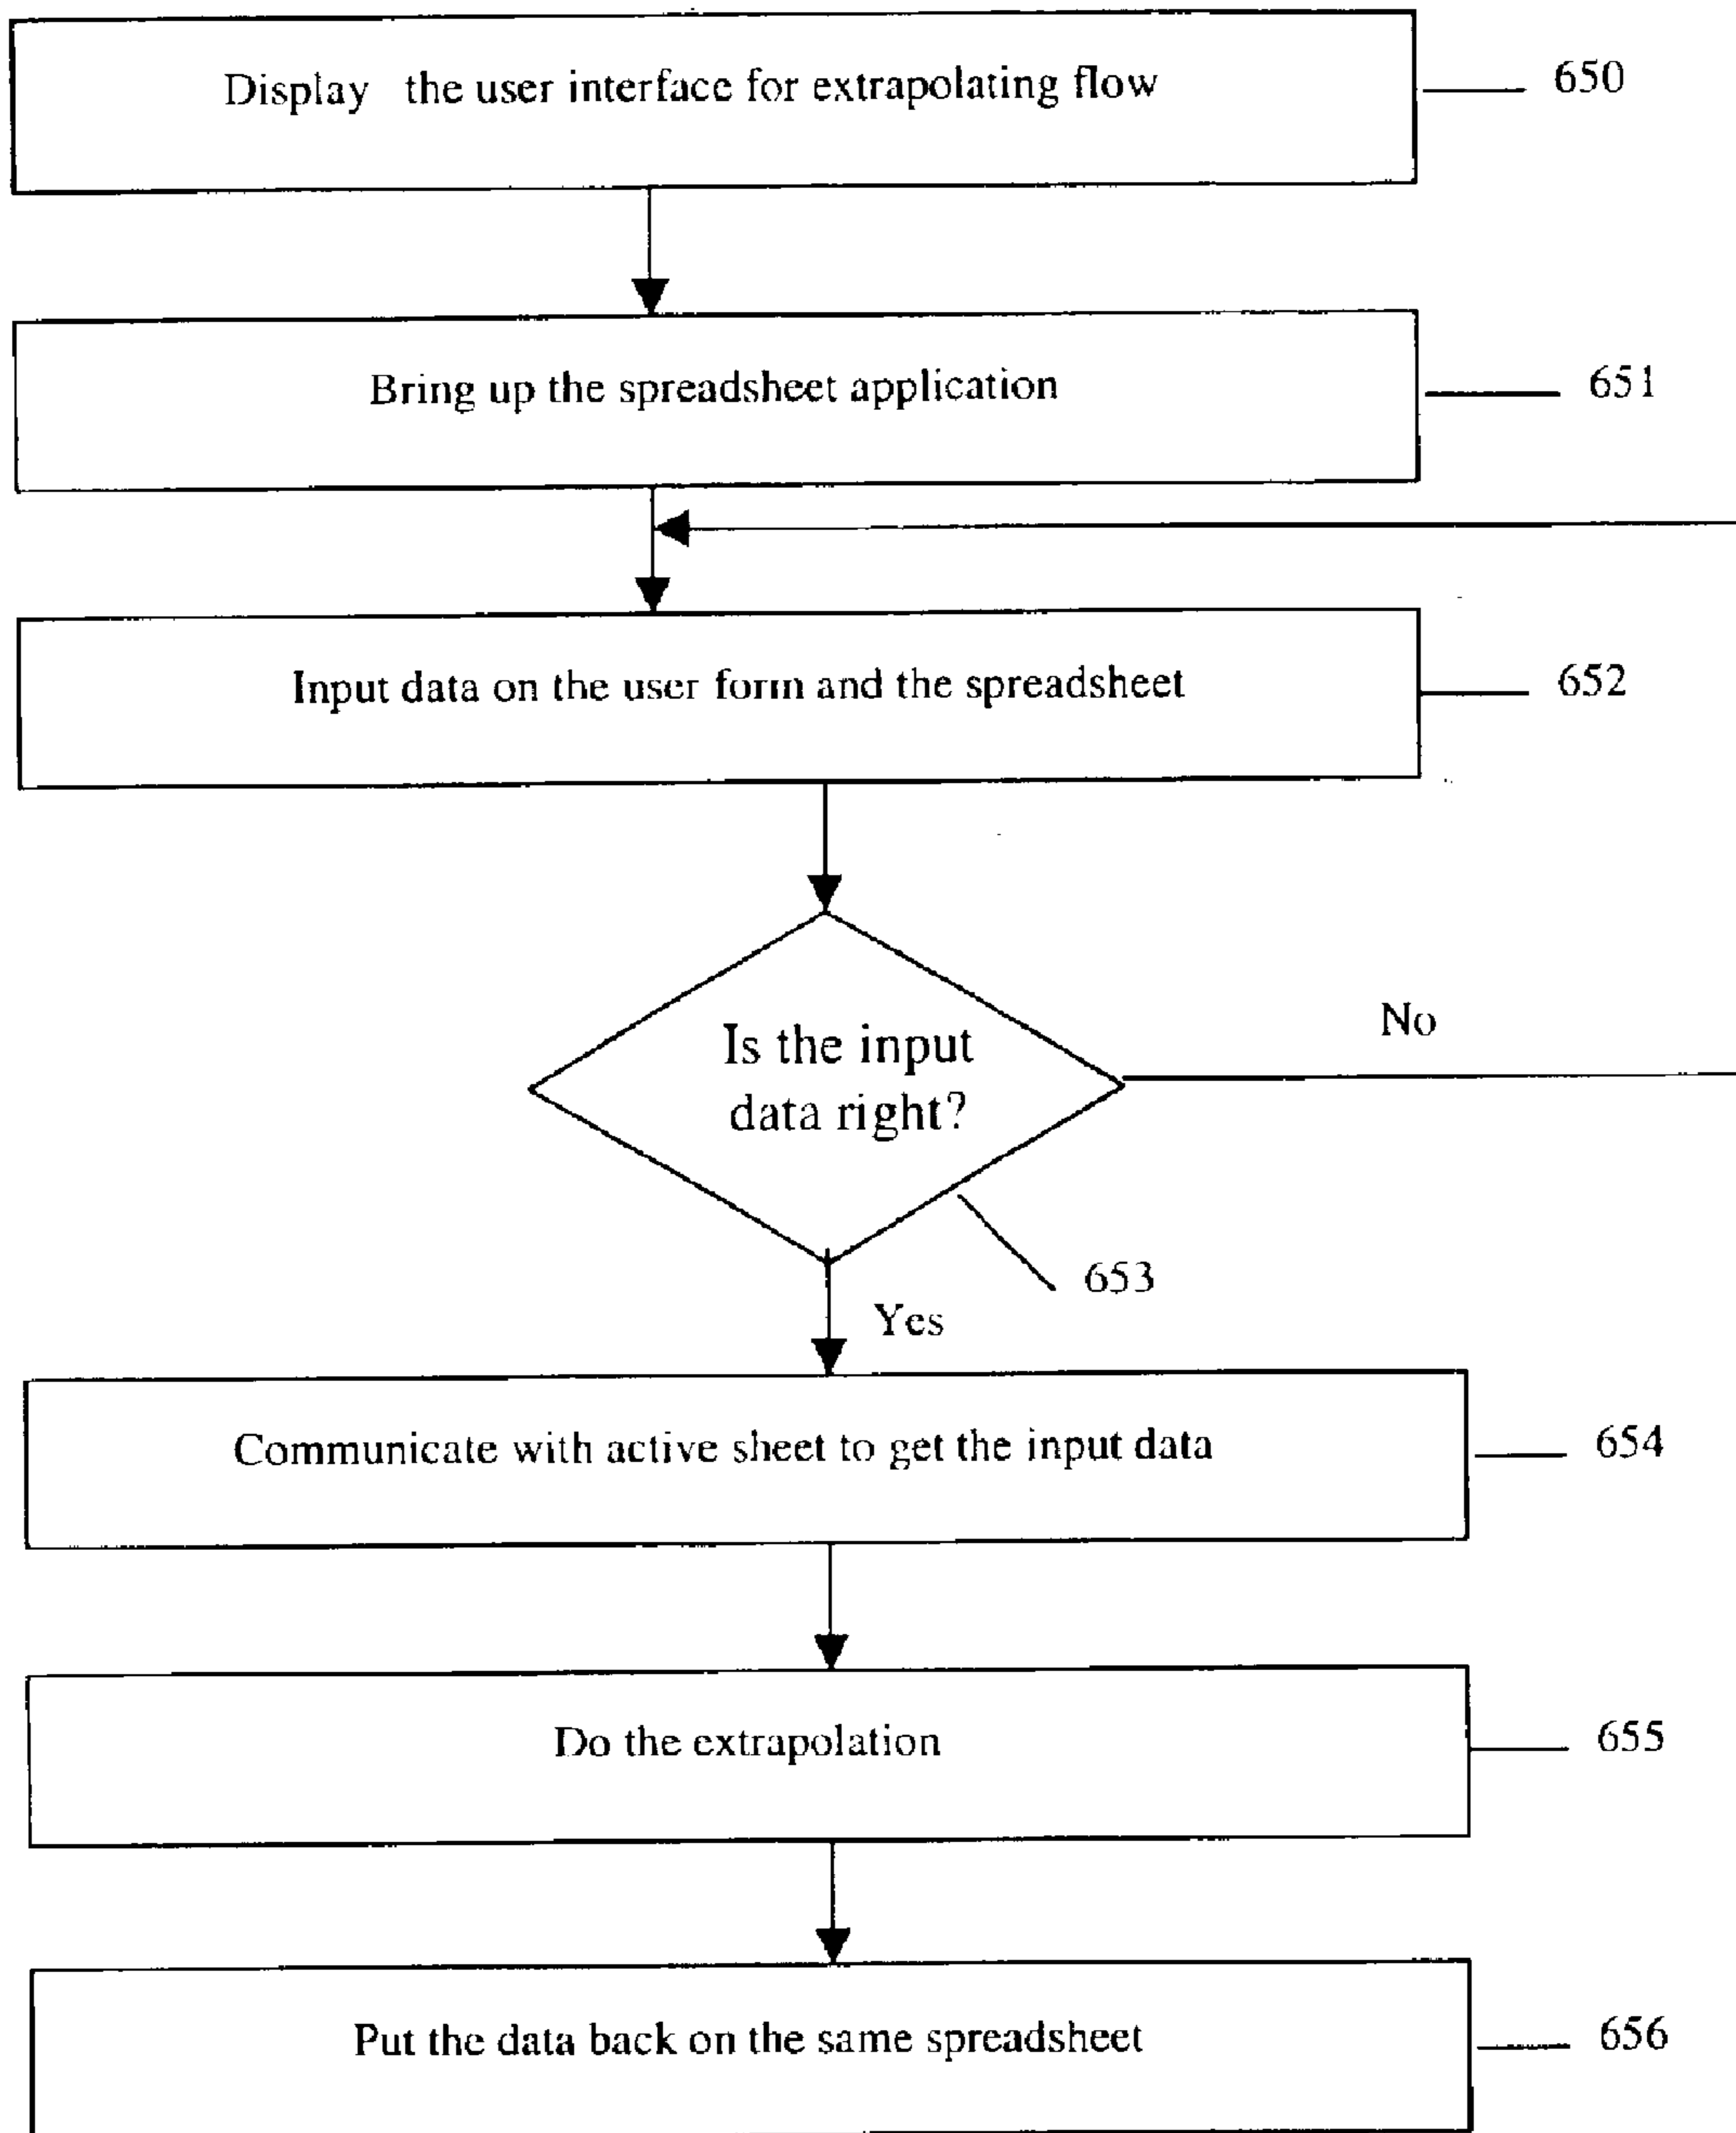 Display the user interface for extrapolating flow
650
Bring up the spreadsheet application
651
Input data on the user form and the spreadsheet
652
Is the input
data right?
No
653
Yes
Communicate with active sheet to get the input data
654
Do the extrapolation
655
Put the data back on the same spreadsheet
656